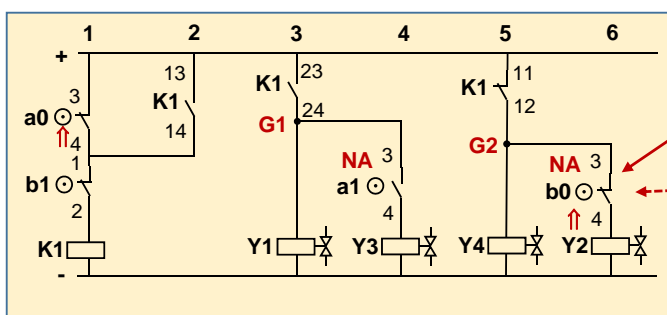 1 2 3 4 5 6
+
13 23 11
3 K1 K1 K1
a0 24 12
4 14 G1 G2
1 NA 3 NA 3
b1 a1 b0
2 4 4
K1 Y1 Y3 Y4 Y2
-